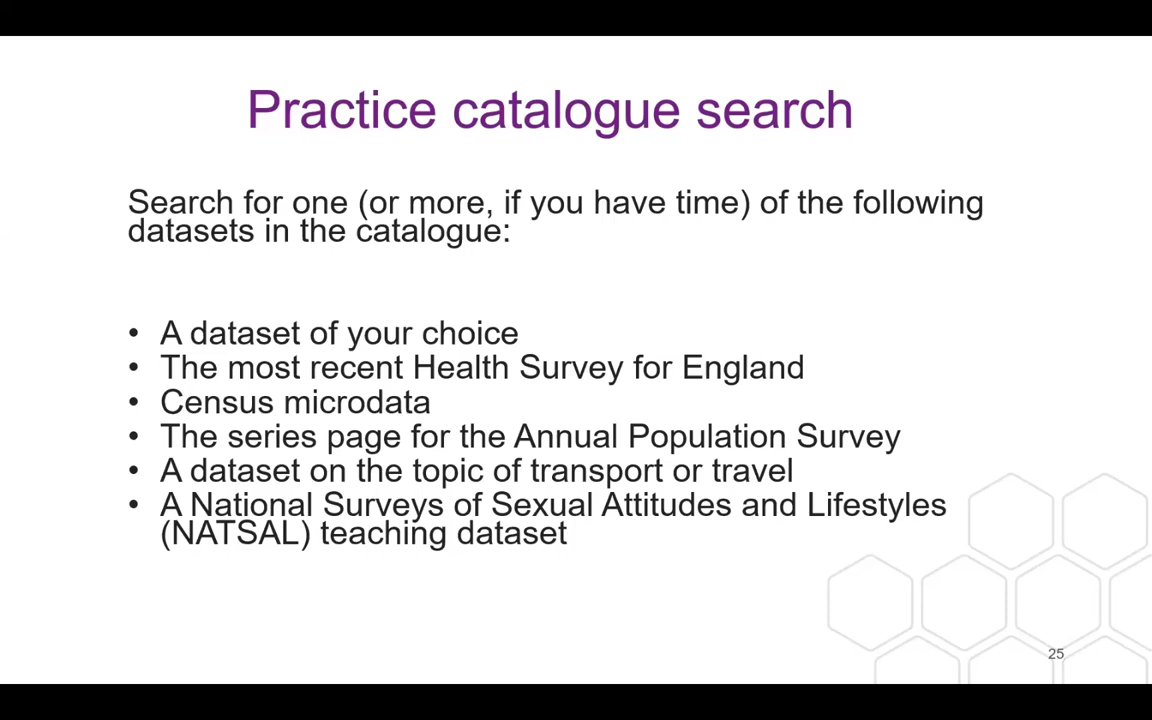 Practice catalogue search
Search for one (or more, if you have time) of the following
datasets in the catalogue:
• A dataset of your choice
• The most recent Health Survey for England
• Census microdata
• The series page for the Annual Population Survey
• A dataset on the topic of transport or travel
• A National Surveys of Sexual Attitudes and Lifestyles
(NATSAL) teaching dataset
25